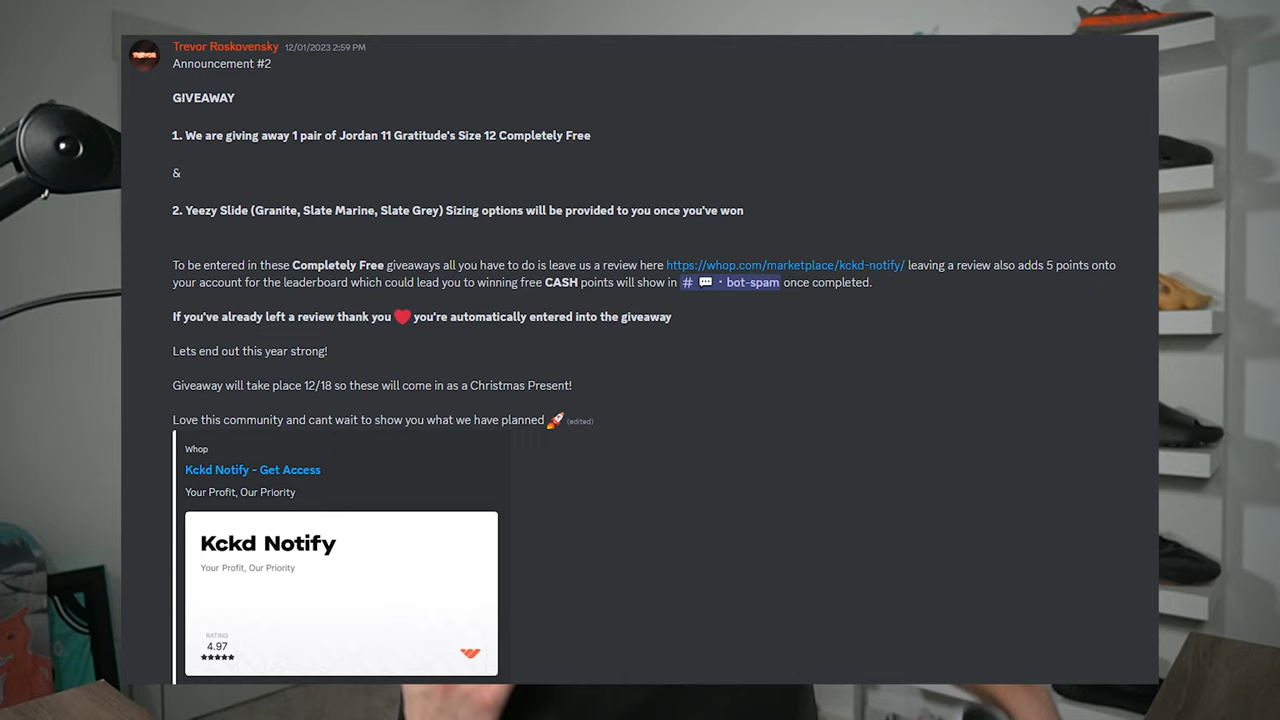 Trevor Roskovensky 12/01/2023 2:59 PM
Announcement #2
GIVEAWAY
1. We are giving away 1 pair of Jordan 11 Gratitude's Size 12 Completely Free
&
2. Yeezy Slide (Granite, Slate Marine, Slate Grey) Sizing options will be provided to you once you've won
To be entered in these Completely Free giveaways all you have to do is leave us a review here https://whop.com/marketplace/kckd-notify/ leaving a review also adds 5 points onto
your account for the leaderboard which could lead you to winning free CASH points will show in # 💬・bot-spam once completed.
If you've already left a review thank you ❤️ you're automatically entered into the giveaway
Lets end out this year strong!
Giveaway will take place 12/18 so these will come in as a Christmas Present!
Love this community and cant wait to show you what we have planned 🚀 (edited)
Whop
Kckd Notify - Get Access
Your Profit, Our Priority
Kckd Notify
Your Profit, Our Priority
RATING
4.97
★★★★★